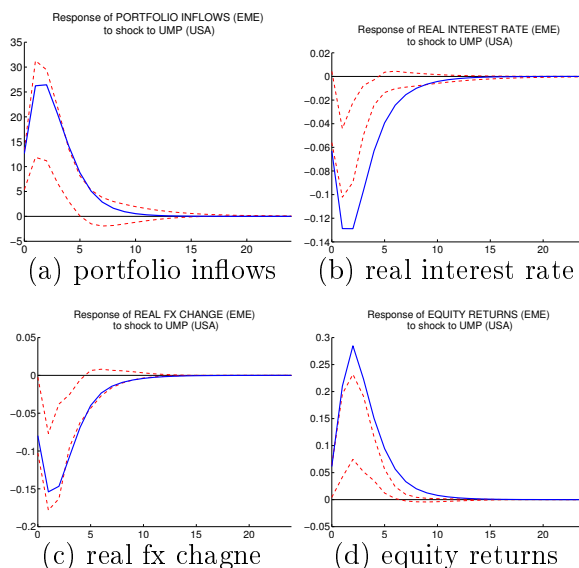 Response of PORTFOLIO INFLOWS (EME)
to shock to UMP (USA)
35
30
25
20
15
10
5
0
−5
0 5 10 15 20
(a) portfolio inflows
Response of REAL INTEREST RATE (EME)
to shock to UMP (USA)
0.02
0
−0.02
−0.04
−0.06
−0.08
−0.1
−0.12
−0.14
0 5 10 15 20
(b) real interest rate
Response of REAL FX CHANGE (EME)
to shock to UMP (USA)
0.05
0
−0.05
−0.1
−0.15
−0.2
0 5 10 15 20
(c) real fx chagne
Response of EQUITY RETURNS (EME)
to shock to UMP (USA)
0.3
0.25
0.2
0.15
0.1
0.05
0
−0.05
0 5 10 15 20
(d) equity returns